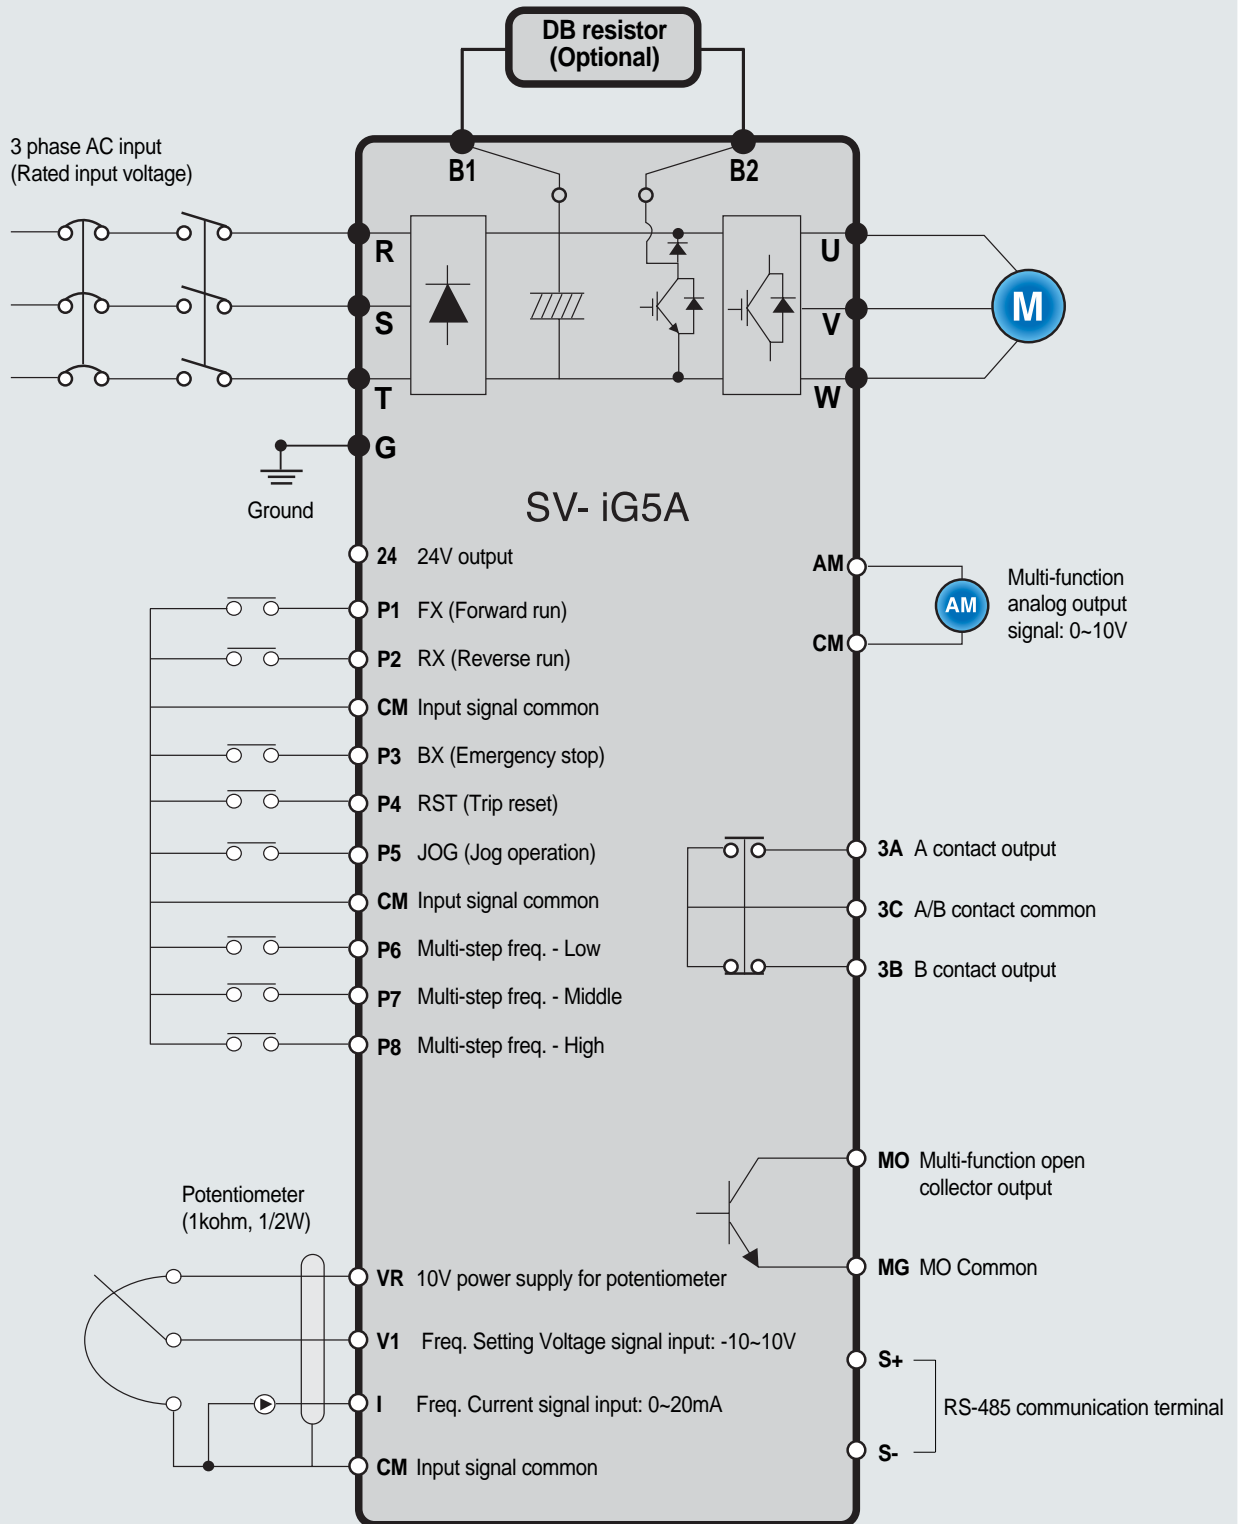 DB resistor
(Optional)
3 phase AC input
(Rated input voltage)
B1
B2
R
S
T
G
U
V
W
M
Ground
SV- iG5A
24 24V output
P1 FX (Forward run)
P2 RX (Reverse run)
CM Input signal common
P3 BX (Emergency stop)
P4 RST (Trip reset)
P5 JOG (Jog operation)
CM Input signal common
P6 Multi-step freq. - Low
P7 Multi-step freq. - Middle
P8 Multi-step freq. - High
AM
CM
AM
Multi-function
analog output
signal: 0~10V
3A A contact output
3C A/B contact common
3B B contact output
MO Multi-function open
collector output
MG MO Common
Potentiometer
(1kohm, 1/2W)
VR 10V power supply for potentiometer
V1 Freq. Setting Voltage signal input: -10~10V
I Freq. Current signal input: 0~20mA
CM Input signal common
S+
S-
RS-485 communication terminal